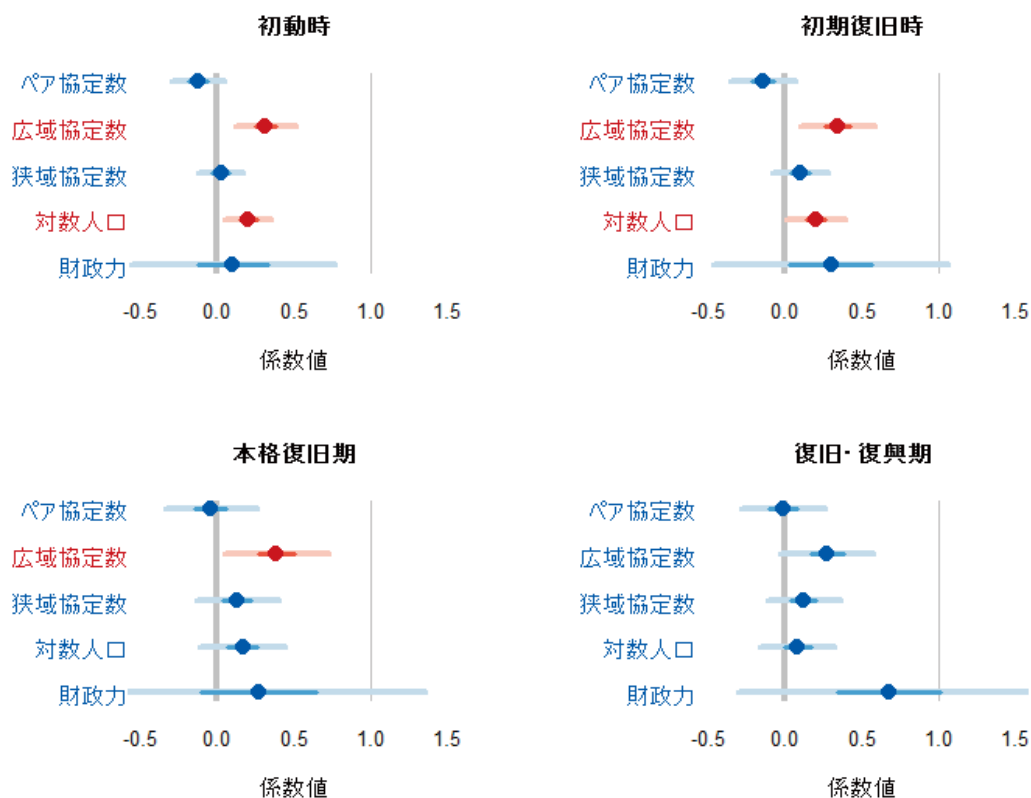 初動時
ペア協定数
広域協定数
狭域協定数
対数人口
財政力
-0.5 0.0 0.5 1.0 1.5
係数値
初期復旧時
ペア協定数
広域協定数
狭域協定数
対数人口
財政力
-0.5 0.0 0.5 1.0 1.5
係数値
本格復旧期
ペア協定数
広域協定数
狭域協定数
対数人口
財政力
-0.5 0.0 0.5 1.0 1.5
係数値
復旧・復興期
ペア協定数
広域協定数
狭域協定数
対数人口
財政力
-0.5 0.0 0.5 1.0 1.5
係数値